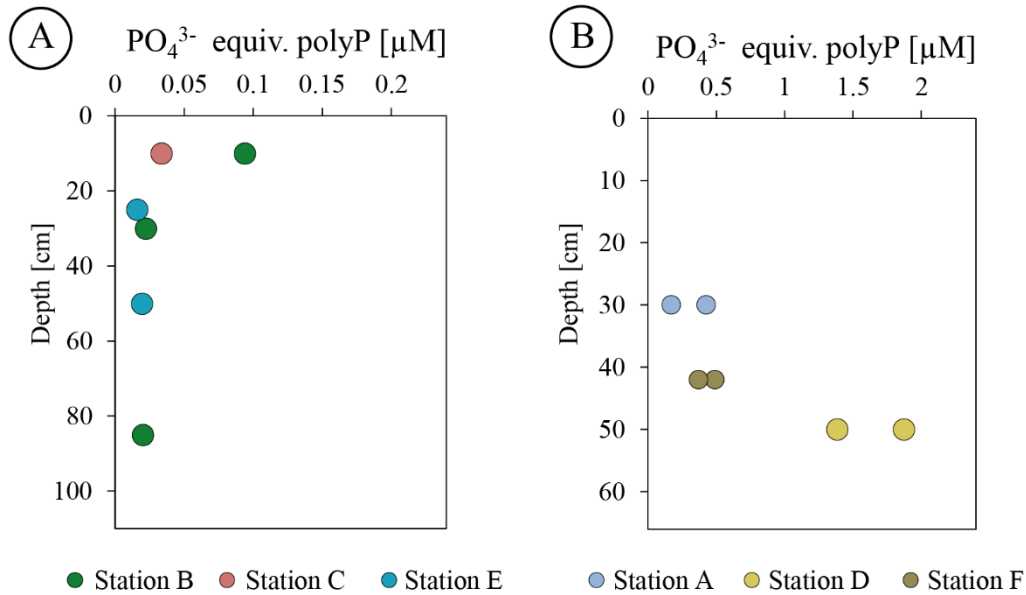 A
PO₄³⁻ equiv. polyP [µM]
0 0.05 0.1 0.15 0.2
0
20
40
60
80
100
Depth [cm]
Station B Station C Station E
B
PO₄³⁻ equiv. polyP [µM]
0 0.5 1 1.5 2
0
10
20
30
40
50
60
Depth [cm]
Station A Station D Station F